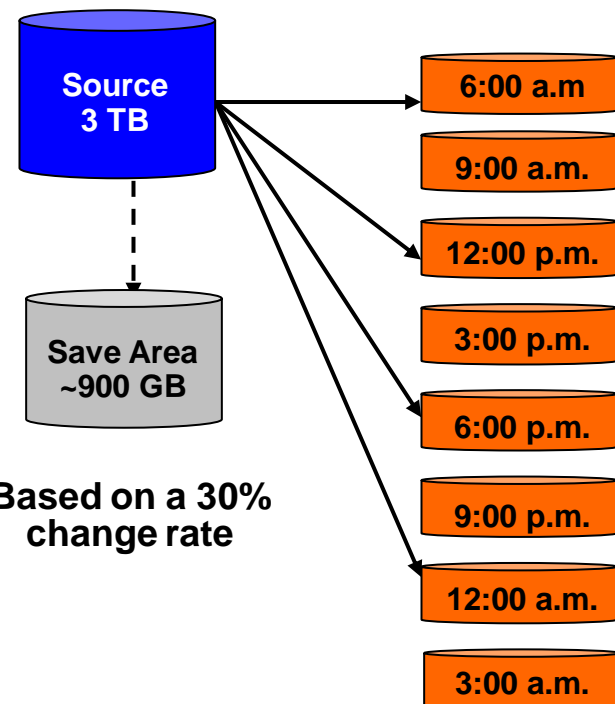 Source
3 TB
Save Area
~900 GB
Based on a 30%
change rate
6:00 a.m
9:00 a.m.
12:00 p.m.
3:00 p.m.
6:00 p.m.
9:00 p.m.
12:00 a.m.
3:00 a.m.